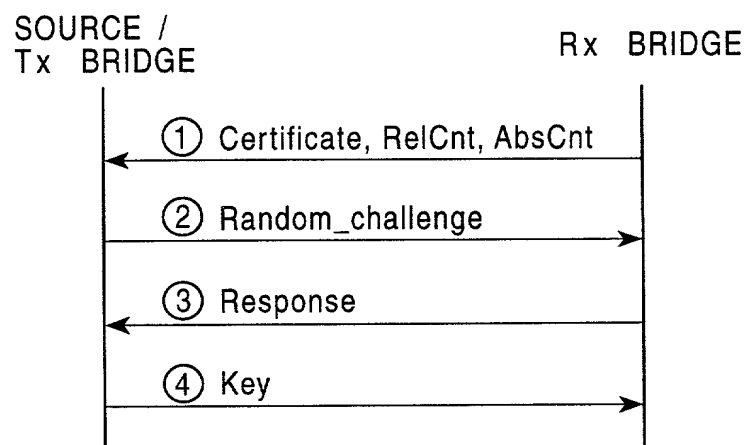 SOURCE /
Tx BRIDGE
Rx BRIDGE
① Certificate, RelCnt, AbsCnt
② Random_challenge
③ Response
④ Key